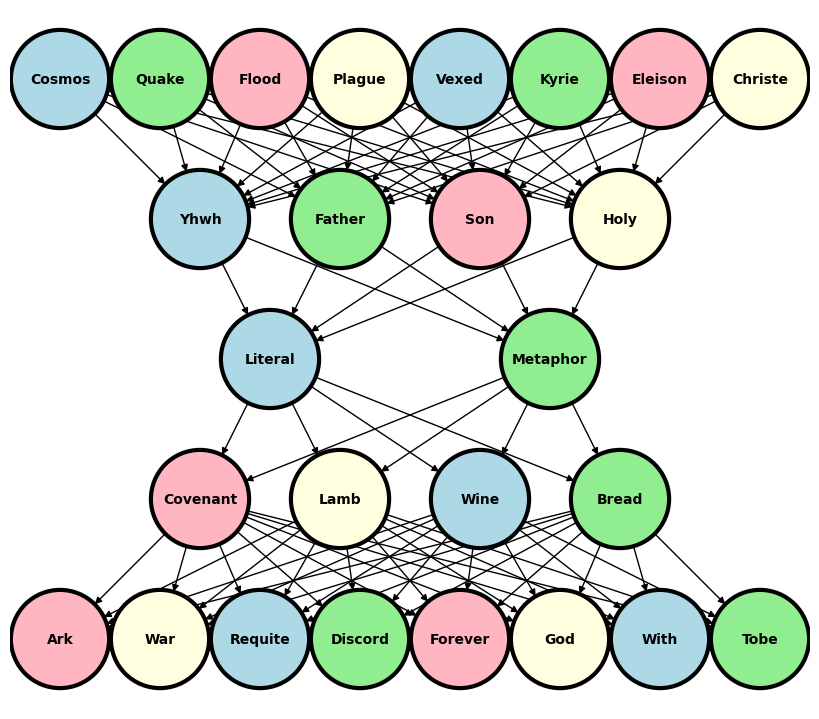 Cosmos Quake Flood Plague Vexed Kyrie Eleison Christe
Yhwh Father Son Holy
Literal Metaphor
Covenant Lamb Wine Bread
Ark War Requite Discord Forever God With Tobe